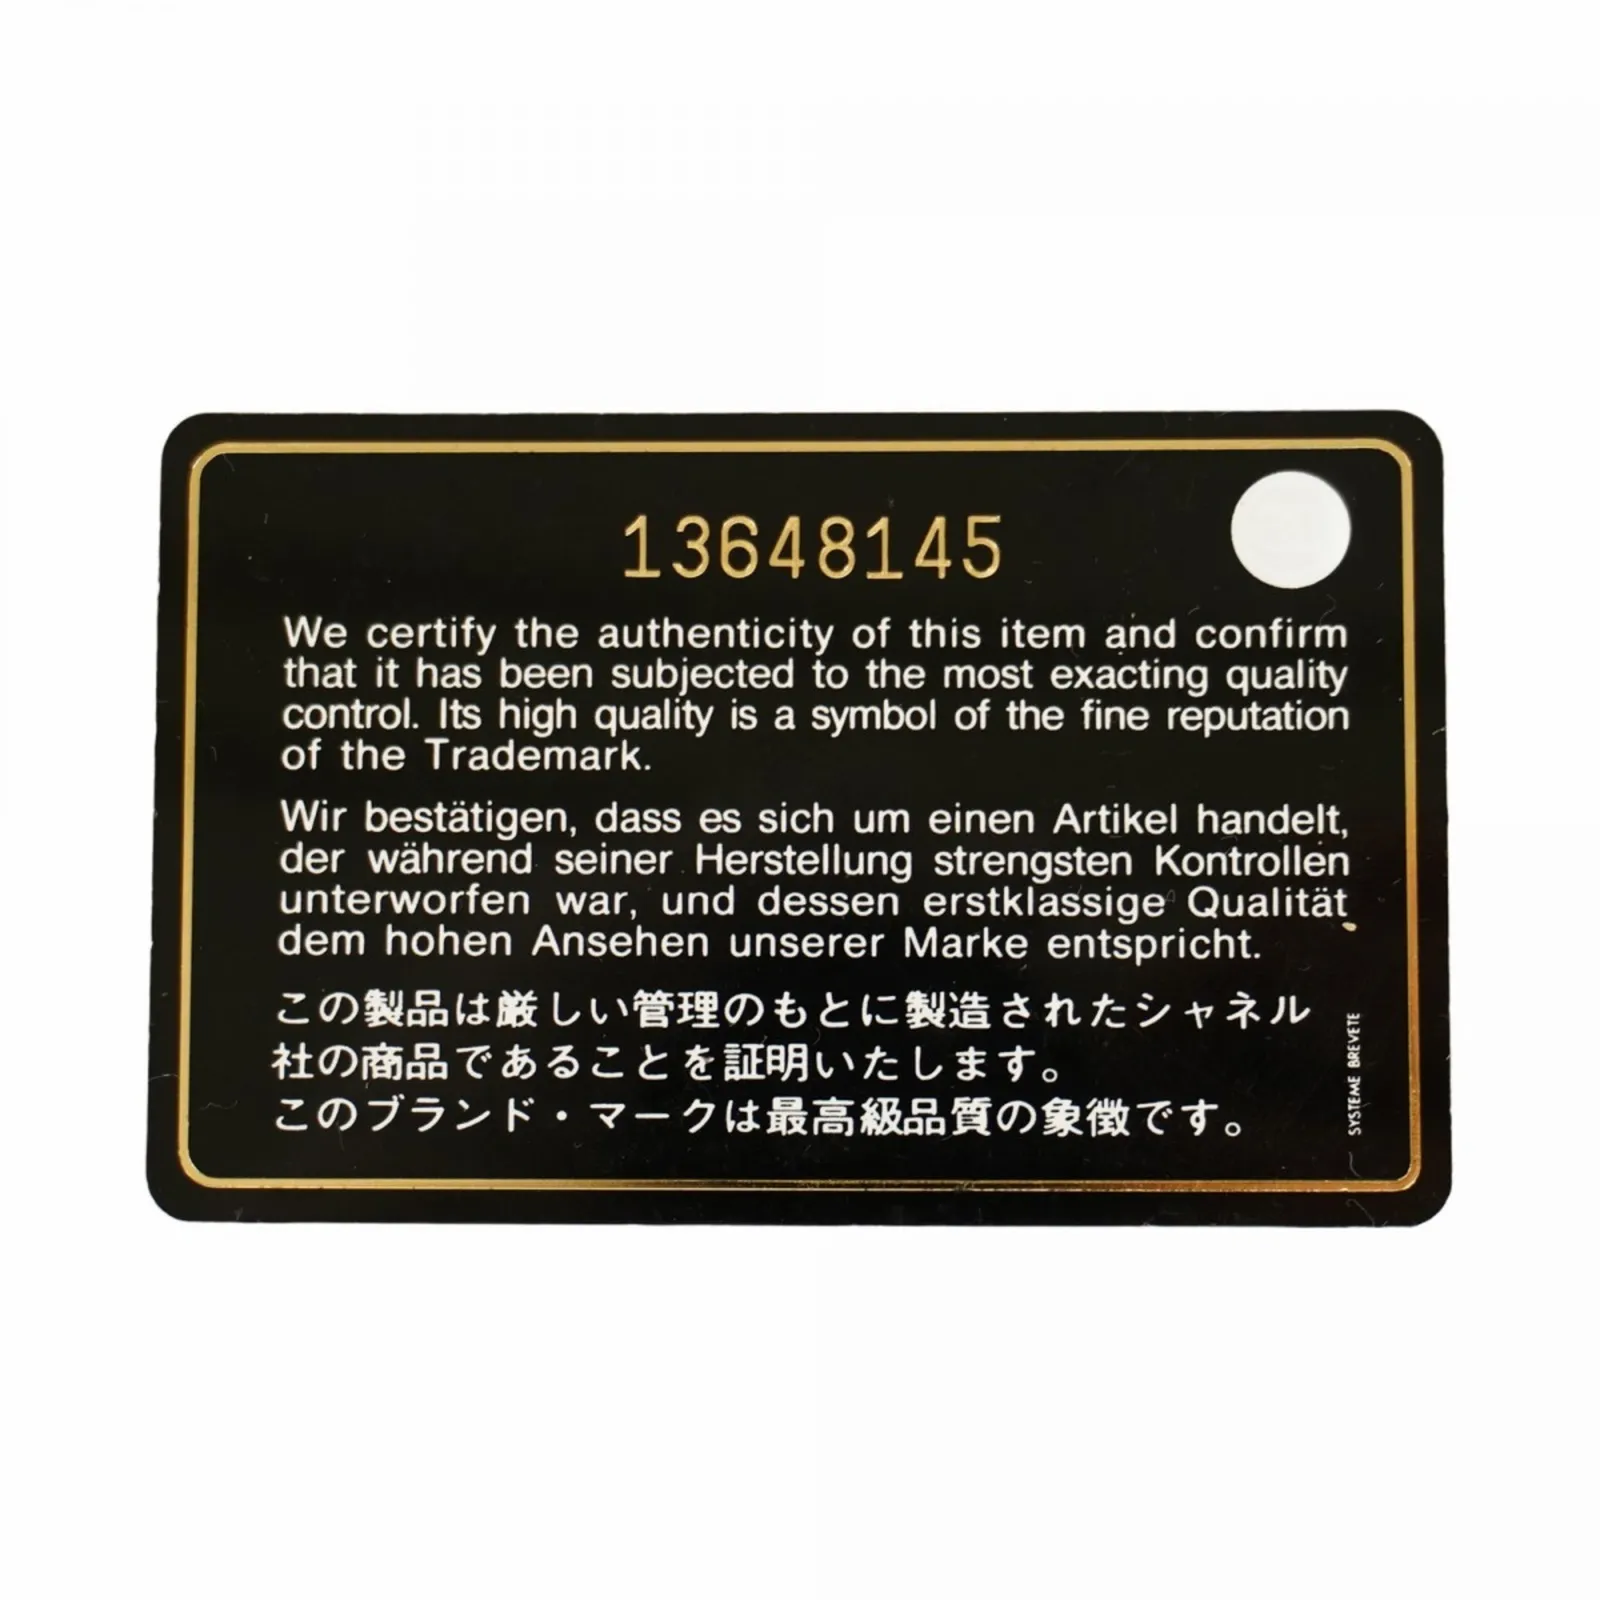 13648145
We certify the authenticity of this item and confirm
that it has been subjected to the most exacting quality
control. Its high quality is a symbol of the fine reputation
of the Trademark.
Wir bestätigen, dass es sich um einen Artikel handelt,
der während seiner Herstellung strengsten Kontrollen
unterworfen war, und dessen erstklassige Qualität
dem hohen Ansehen unserer Marke entspricht.
この製品は厳しい管理のもとに製造されたシャネル
社の商品であることを証明いたします。
このブランド・マークは最高級品質の象徴です。
SYSTEME BREVETE